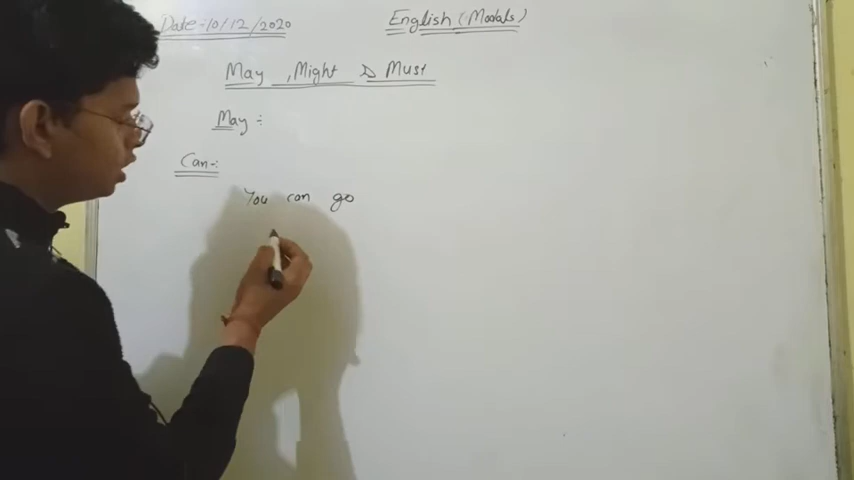 Date:- 10/12/2020
English (Modals)
May , Might & Must
May :
Can-:
You can go